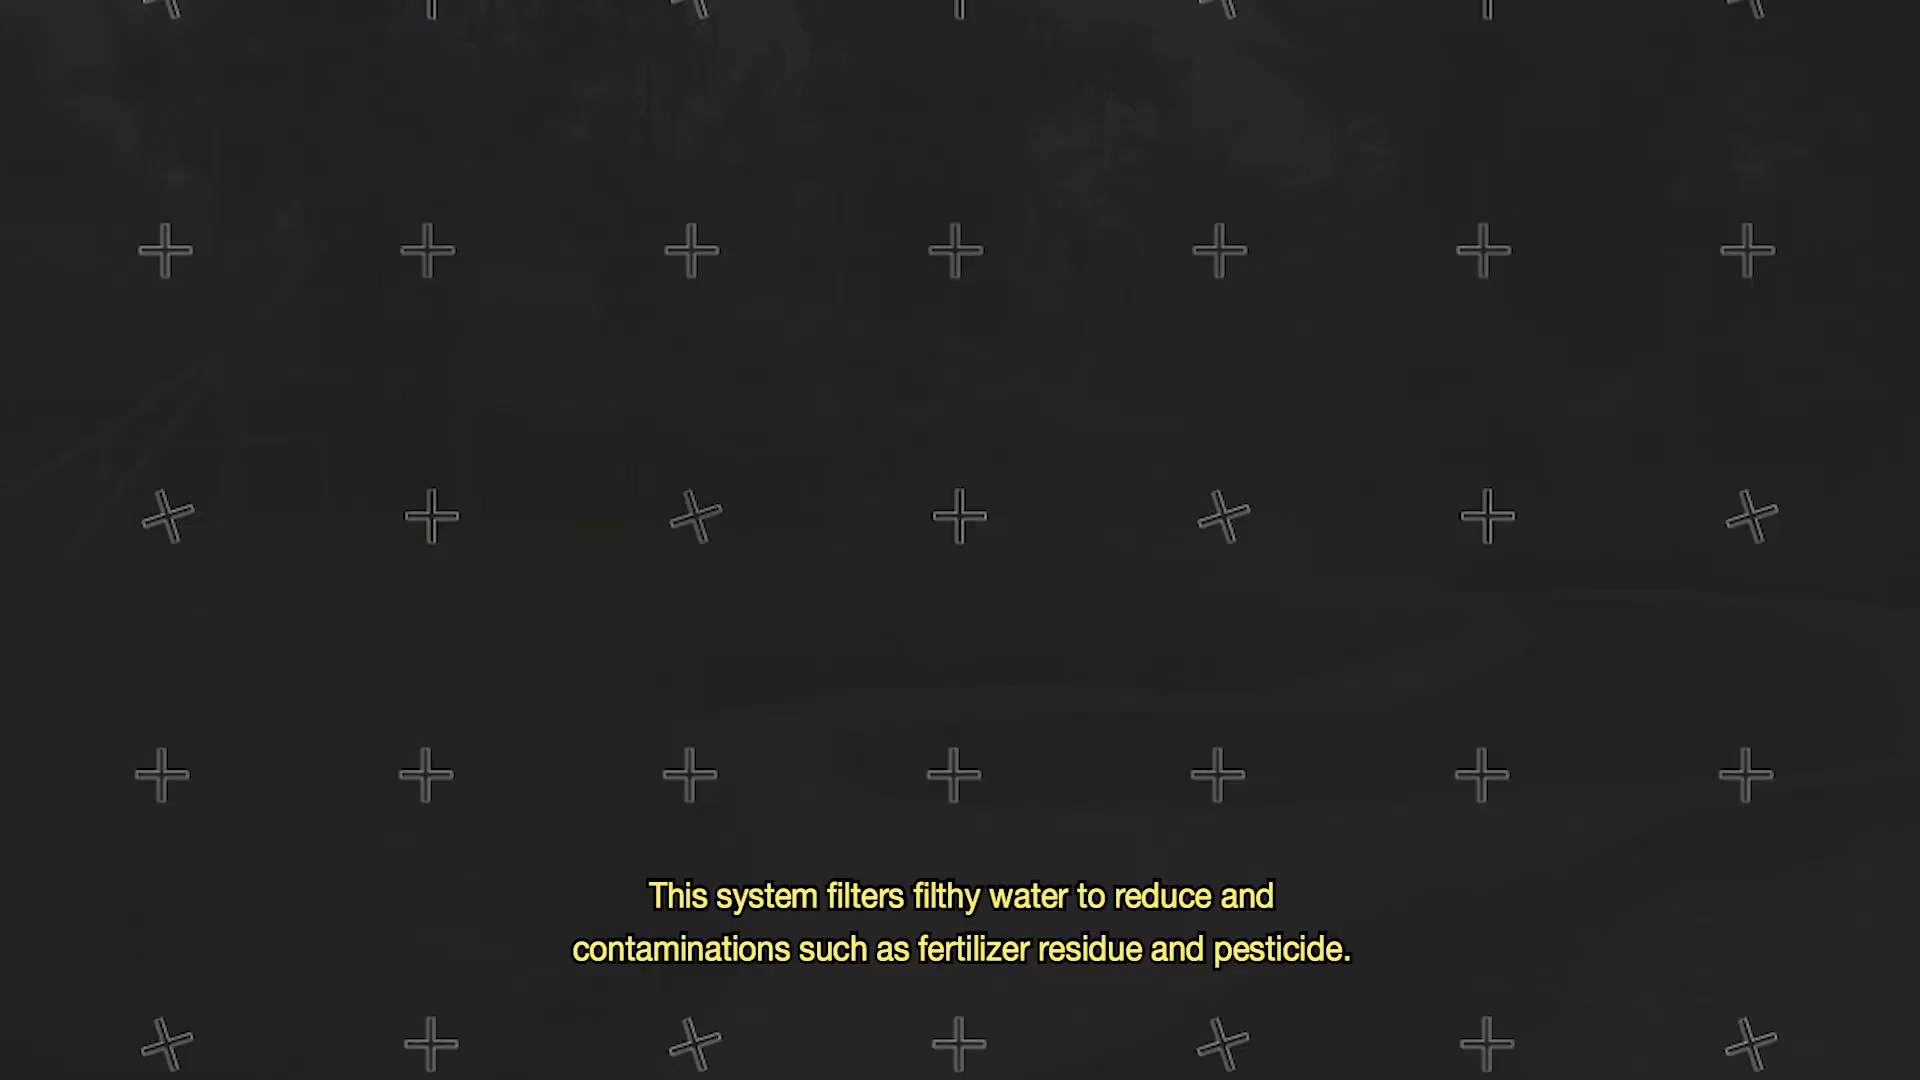 This system filters filthy water to reduce and
contaminations such as fertilizer residue and pesticide.